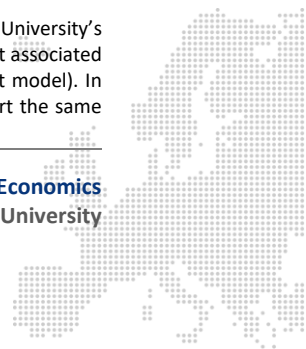 University's
t associated
t model). In
rt the same
Economics
University